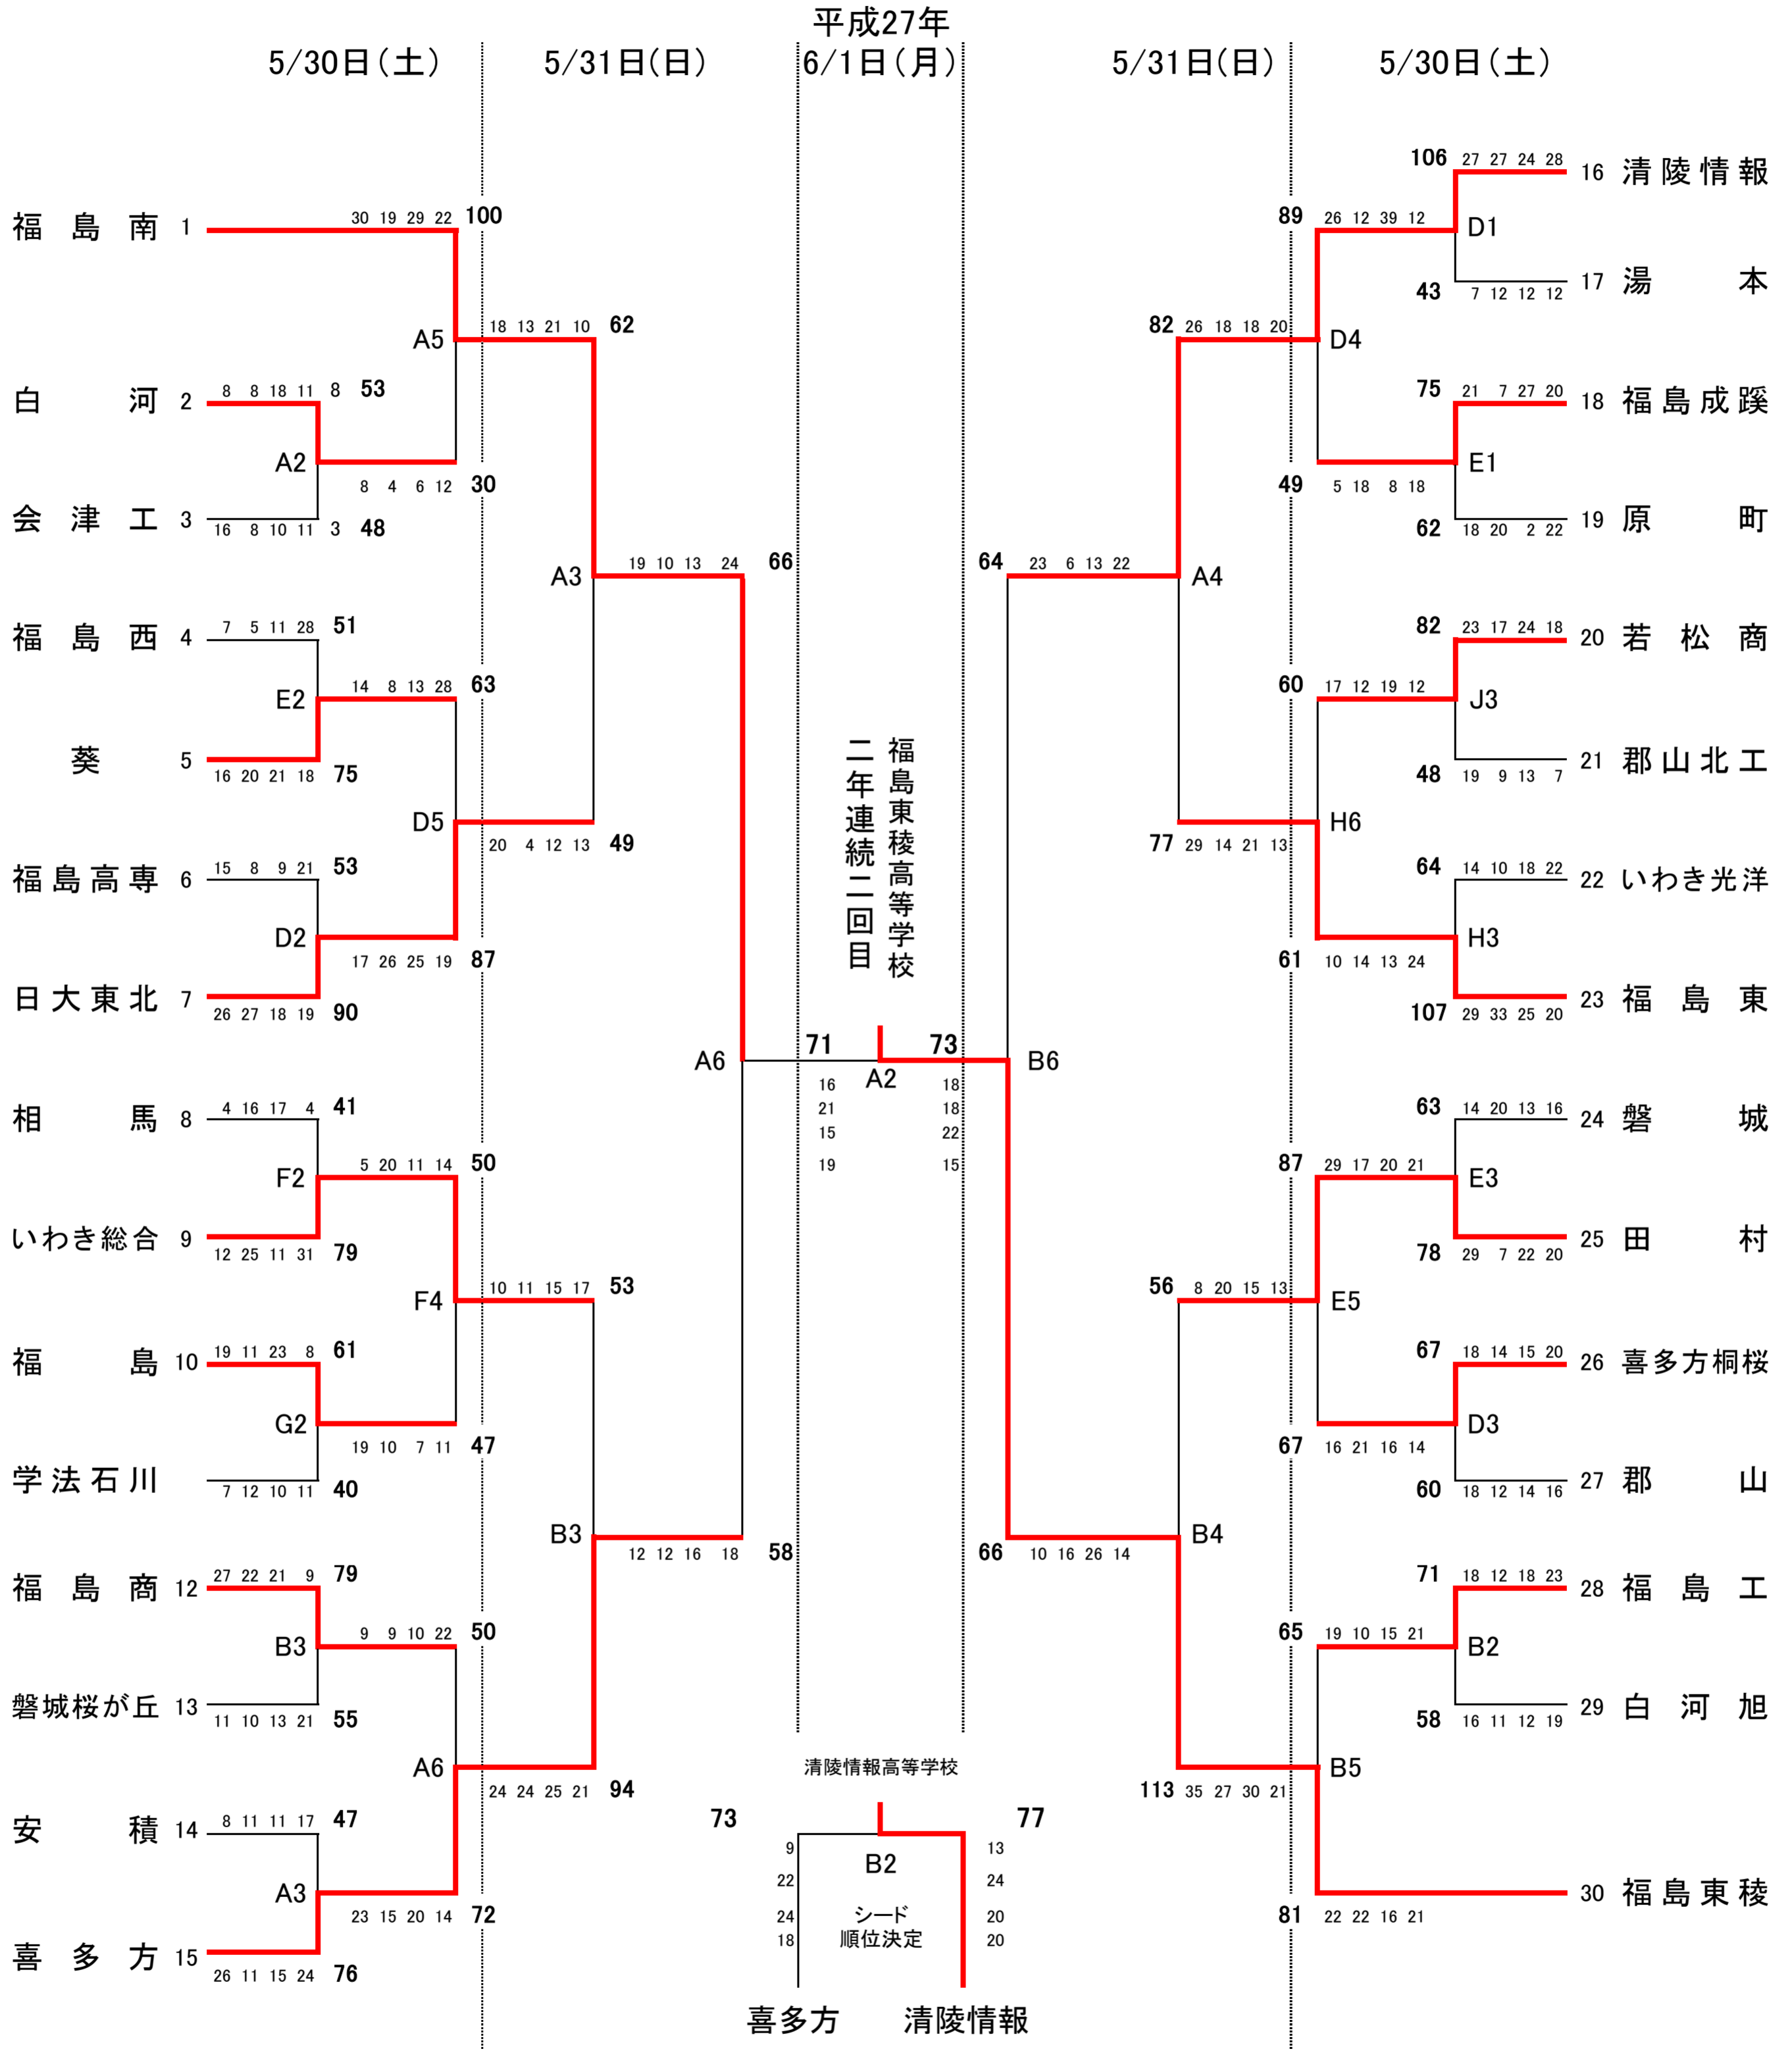 平成27年
5/30日(土)
5/31日(日)
6/1日(月)
5/31日(日)
5/30日(土)
福島南 1
30 19 29 22 100
A5
18 13 21 10 62
白河 2
8 8 18 11 8 53
A2
8 4 6 12 30
会津工 3
16 8 10 11 3 48
A3
19 10 13 24 66
福島西 4
7 5 11 28 51
E2
14 8 13 28 63
葵 5
16 20 21 18 75
D5
20 4 12 13 49
福島高専 6
15 8 9 21 53
D2
17 26 25 19 87
日大東北 7
26 27 18 19 90
A6
相馬 8
4 16 17 4 41
F2
5 20 11 14 50
いわき総合 9
12 25 11 31 79
F4
10 11 15 17 53
福島 10
19 11 23 8 61
G2
19 10 7 11 47
学法石川
7 12 10 11 40
B3
12 12 16 18 58
福島商 12
27 22 21 9 79
B3
9 9 10 22 50
磐城桜が丘 13
11 10 13 21 55
A6
24 24 25 21 94
安積 14
8 11 11 17 47
A3
23 15 20 14 72
喜多方 15
26 11 15 24 76
福島東稜高等学校
二年連続二回目
71
73
A2
16 18
21 18
15 22
19 15
清陵情報高等学校
73
77
9 13
B2
22 24
24 シード 20
18 順位決定 20
喜多方
清陵情報
106 27 27 24 28
16 清陵情報
89 26 12 39 12
D1
43 7 12 12 12
17 湯本
82 26 18 18 20
D4
75 21 7 27 20
18 福島成蹊
49 5 18 8 18
E1
62 18 20 2 22
19 原町
64 23 6 13 22
A4
82 23 17 24 18
20 若松商
60 17 12 19 12
J3
48 19 9 13 7
21 郡山北工
77 29 14 21 13
H6
64 14 10 18 22
22 いわき光洋
61 10 14 13 24
H3
107 29 33 25 20
23 福島東
B6
63 14 20 13 16
24 磐城
87 29 17 20 21
E3
78 29 7 22 20
25 田村
56 8 20 15 13
E5
67 18 14 15 20
26 喜多方桐桜
67 16 21 16 14
D3
60 18 12 14 16
27 郡山
66 10 16 26 14
B4
71 18 12 18 23
28 福島工
65 19 10 15 21
B2
58 16 11 12 19
29 白河旭
113 35 27 30 21
B5
81 22 22 16 21
30 福島東稜